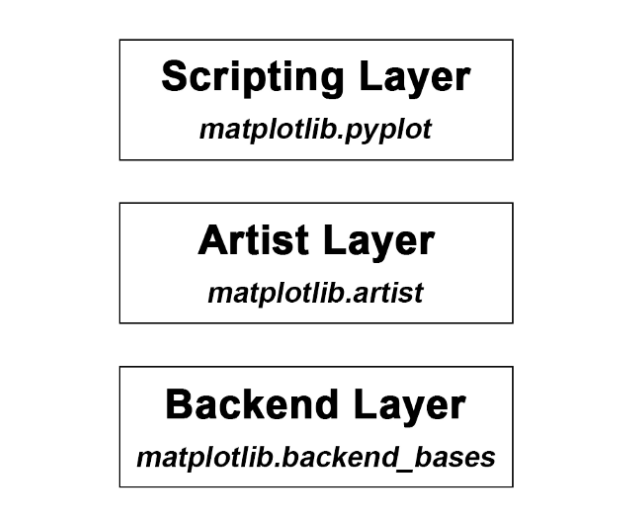 Scripting Layer
matplotlib.pyplot
Artist Layer
matplotlib.artist
Backend Layer
matplotlib.backend_bases